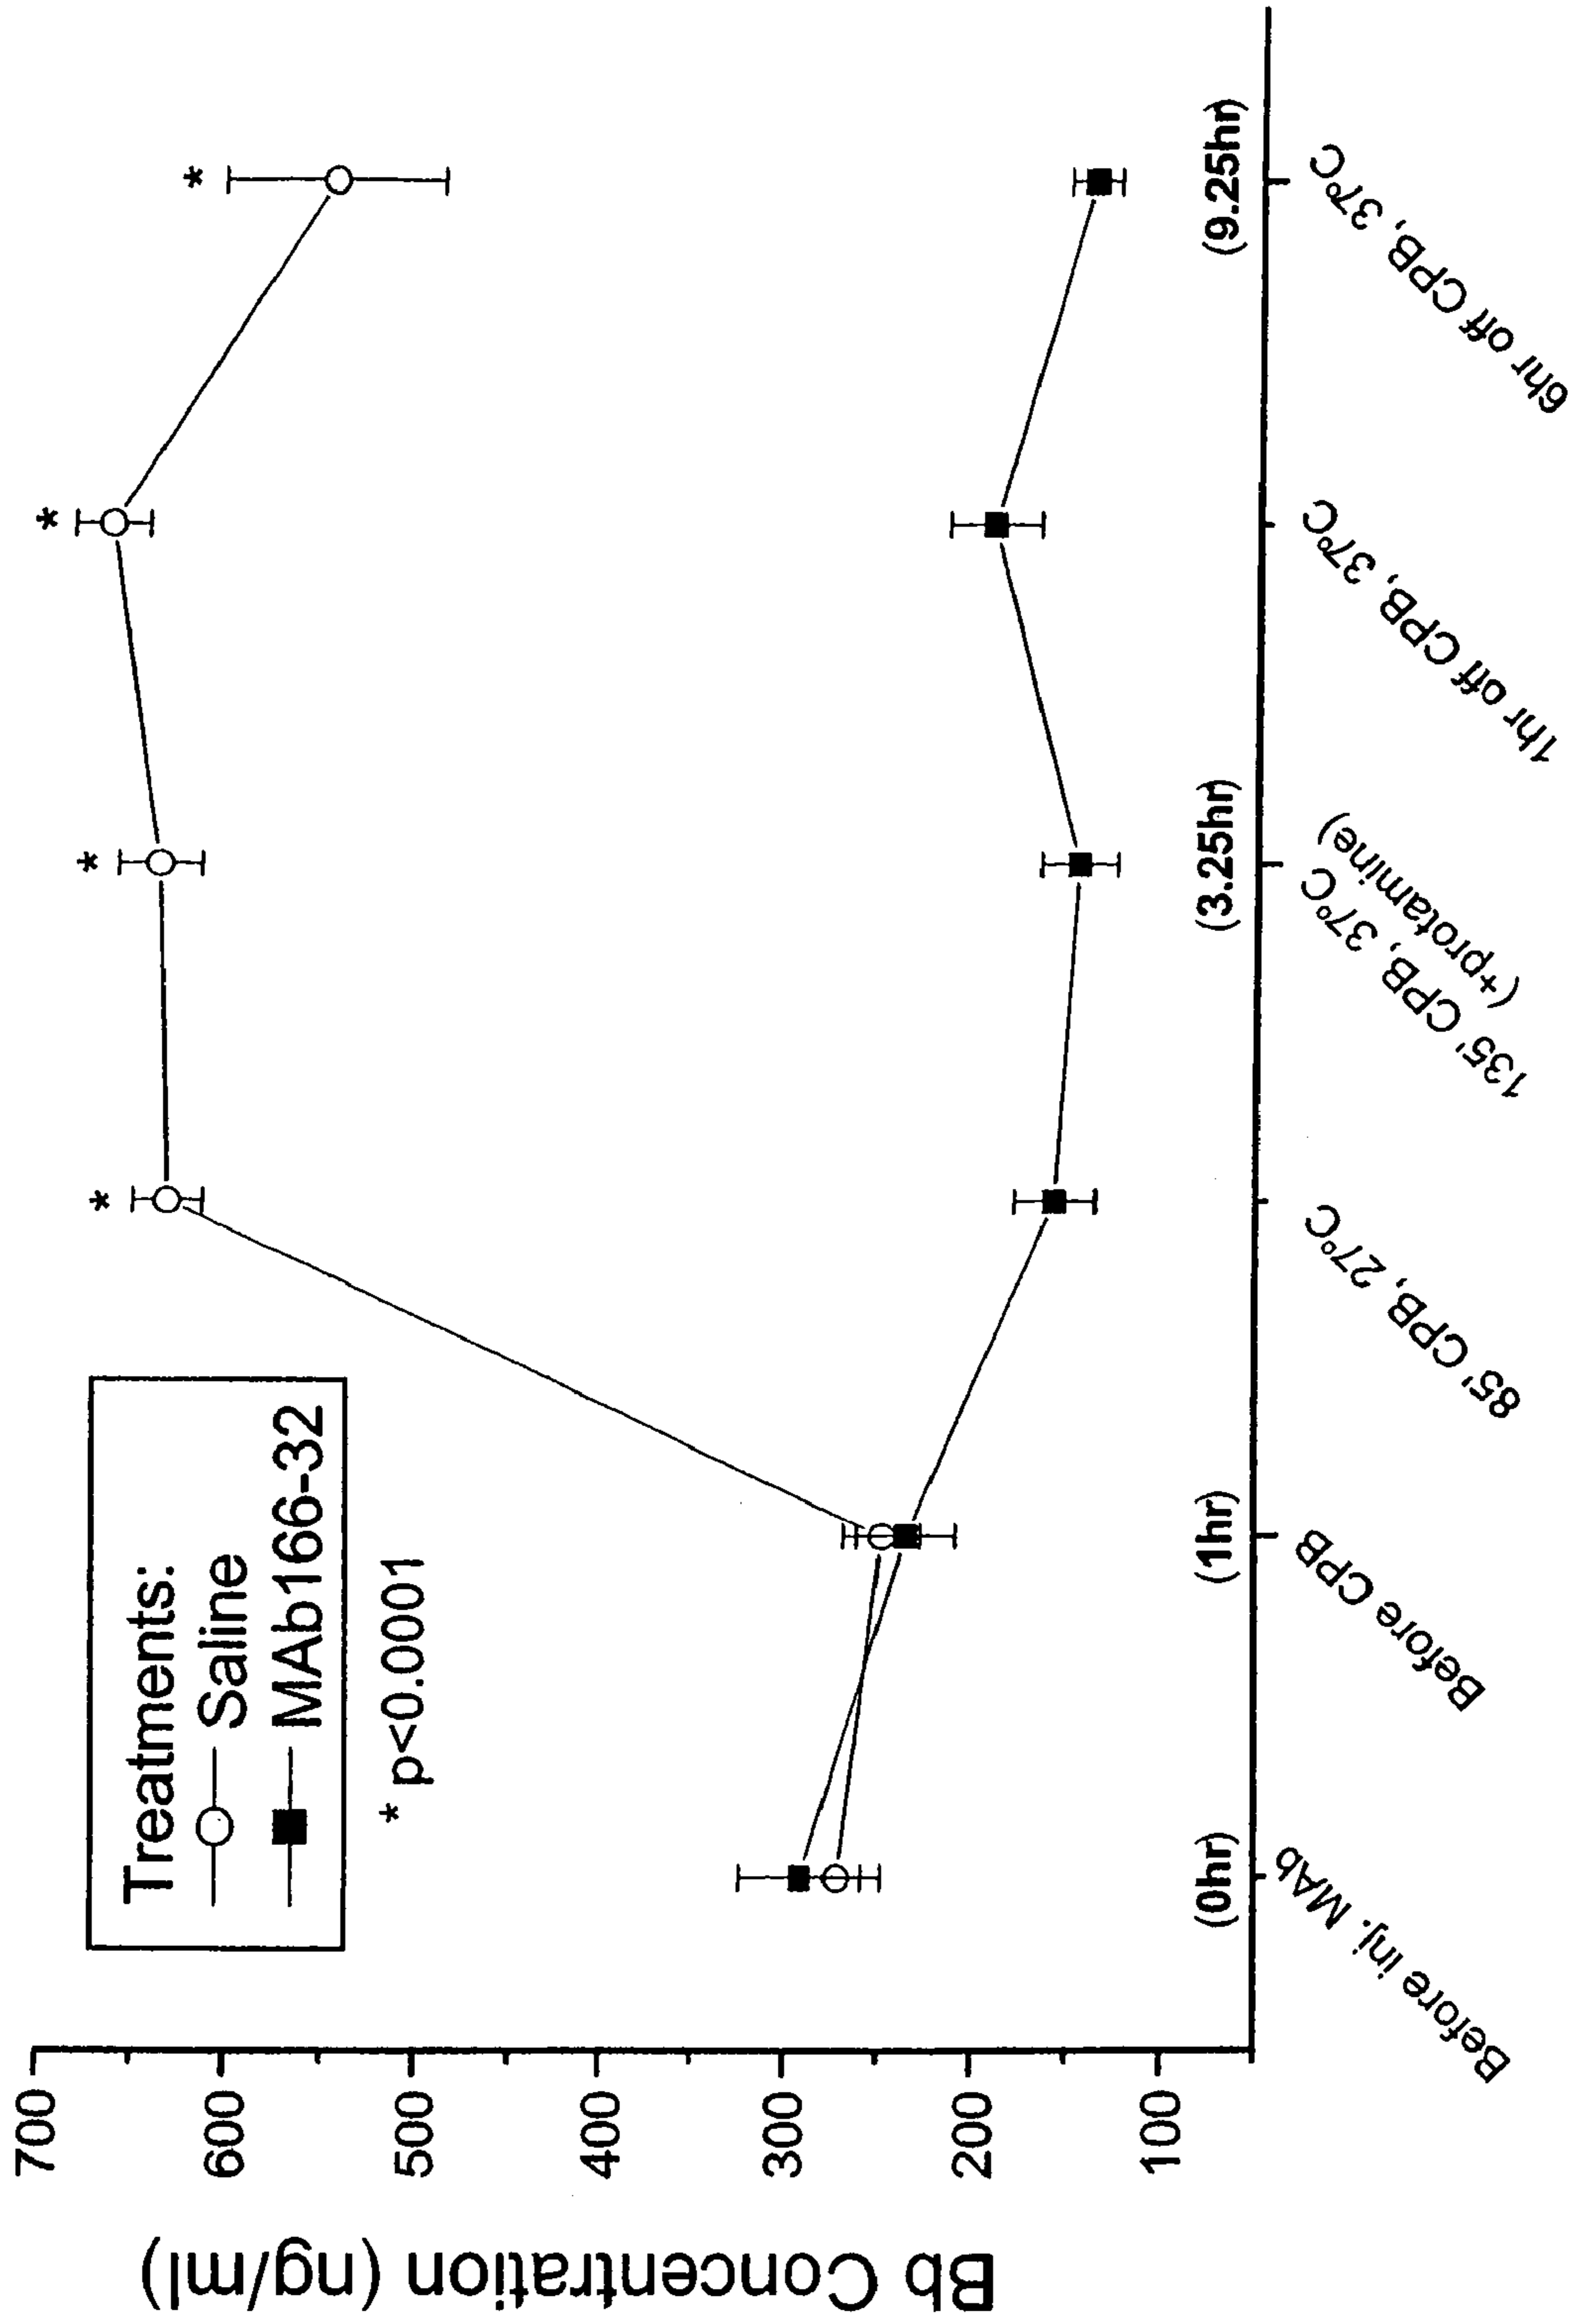 Bb Concentration (ng/ml)
700
600
500
400
300
200
100
Treatments:
Saline
MAb166-32
* p<0.0001
*
*
*
*
(0hr)
(1hr)
(3.25hr)
(9.25hr)
Before inj. MAb
Before CPB
85' CPB, 27°C
135' CPB, 37°C
(+protamine)
1hr off CPB, 37°C
6hr off CPB, 37°C